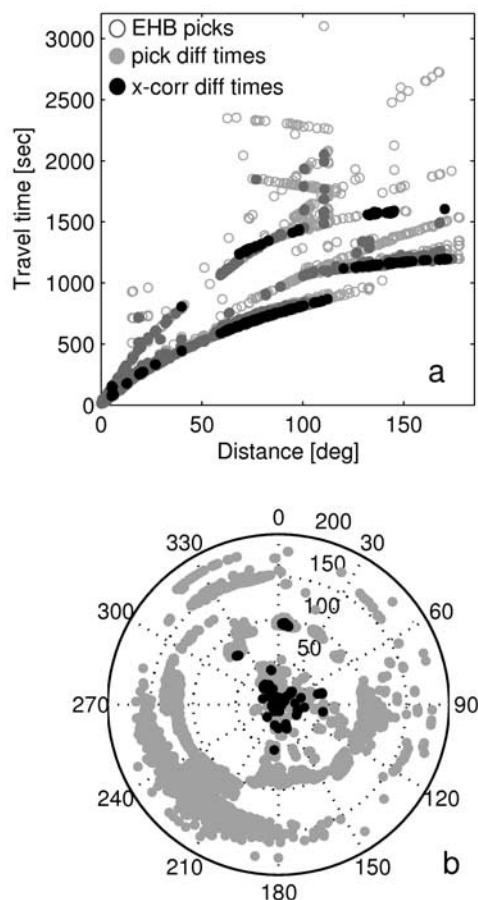 3000
2500
2000
1500
1000
500
0
Travel time [sec]
EHB picks
pick diff times
x-corr diff times
a
0 50 100 150
Distance [deg]
0
200
330
30
150
300
100
60
50
270
90
240
120
210
150
180
b